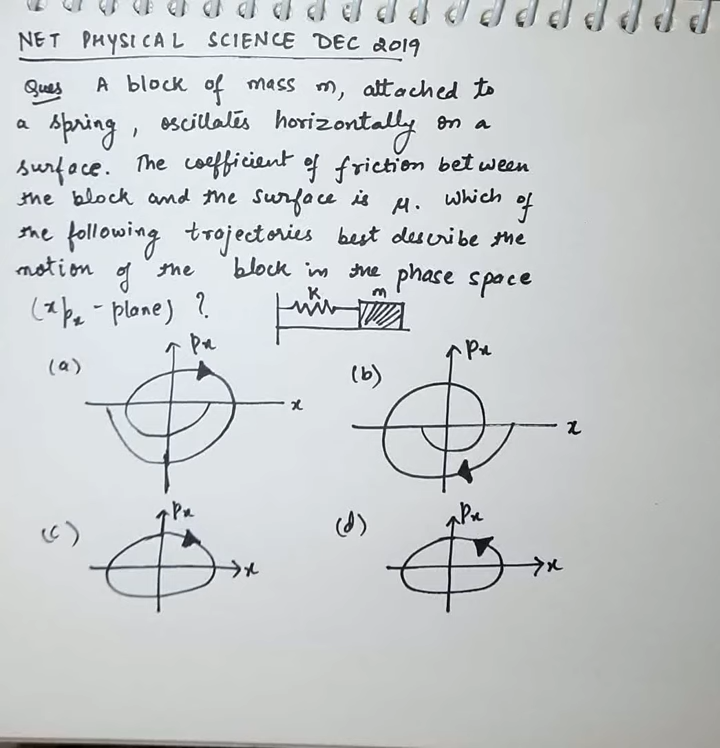 NET PHYSICAL SCIENCE DEC 2019
Ques A block of mass m, attached to
a spring, oscillates horizontally on a
surface. The coefficient of friction between
the block and the surface is μ. Which of
the following trajectories best describe the
motion of the block in the phase space
(xpx - plane) ?
K m
(a) Px x
(b) Px x
(c) Px x
(d) Px x